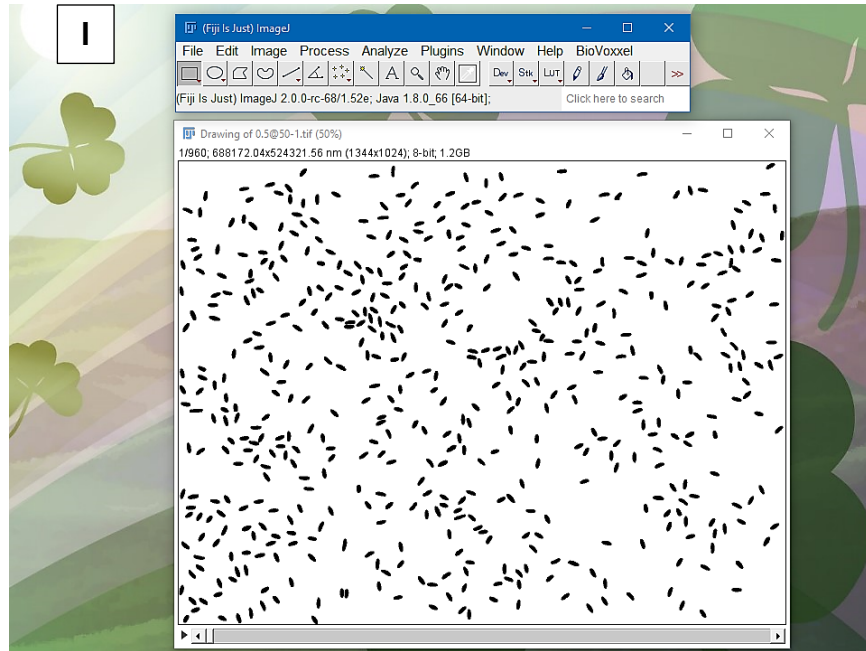 I
(Fiji Is Just) ImageJ
File Edit Image Process Analyze Plugins Window Help BioVoxxel
A Dev Stk LUT >>
(Fiji Is Just) ImageJ 2.0.0-rc-68/1.52e; Java 1.8.0_66 [64-bit]; Click here to search
Drawing of 0.5@50-1.tif (50%)
1/960; 688172.04x524321.56 nm (1344x1024); 8-bit; 1.2GB